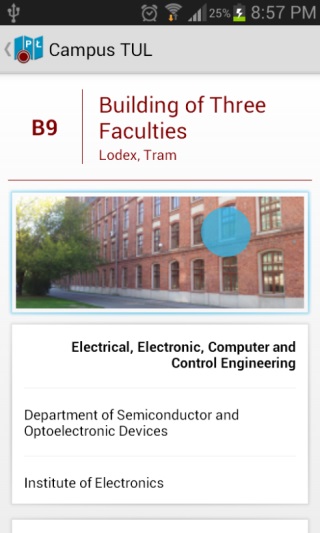 25% 8:57 PM
P Ł Campus TUL
B9
Building of Three
Faculties
Lodex, Tram
Electrical, Electronic, Computer and
Control Engineering
Department of Semiconductor and
Optoelectronic Devices
Institute of Electronics